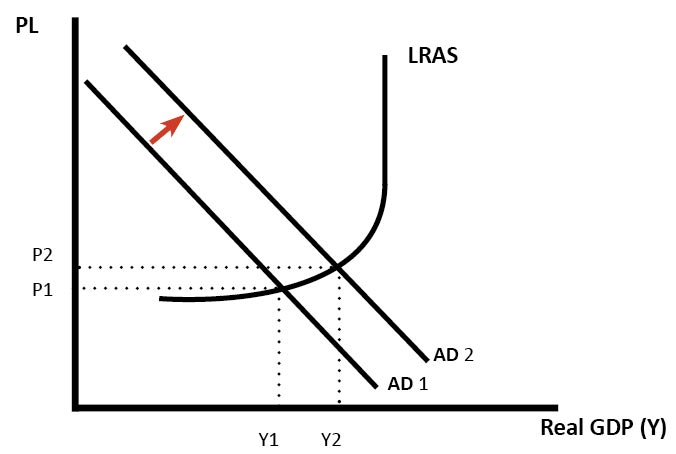 PL
LRAS
P2
P1
AD 2
AD 1
Y1
Y2
Real GDP (Y)